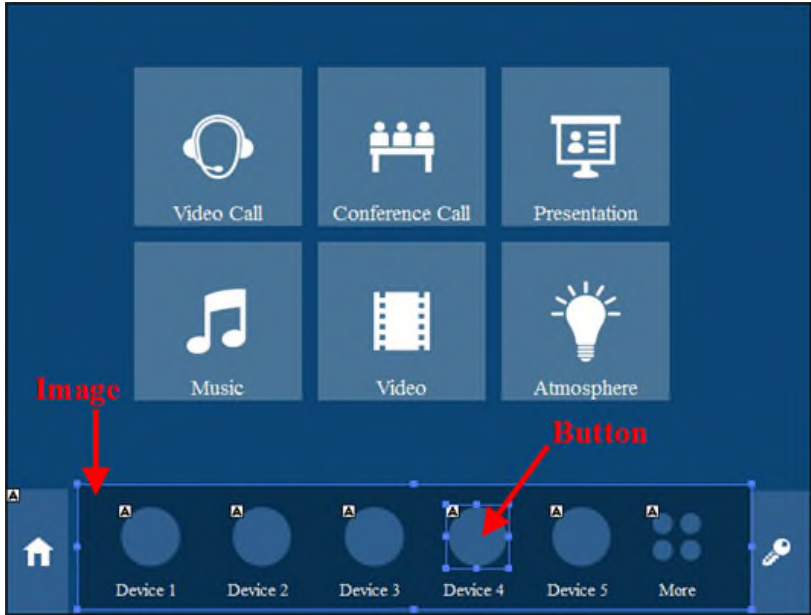 Video Call
Conference Call
Presentation
Music
Video
Atmosphere
Image
Button
A
A
A
A
A
A
A
Device 1
Device 2
Device 3
Device 4
Device 5
More